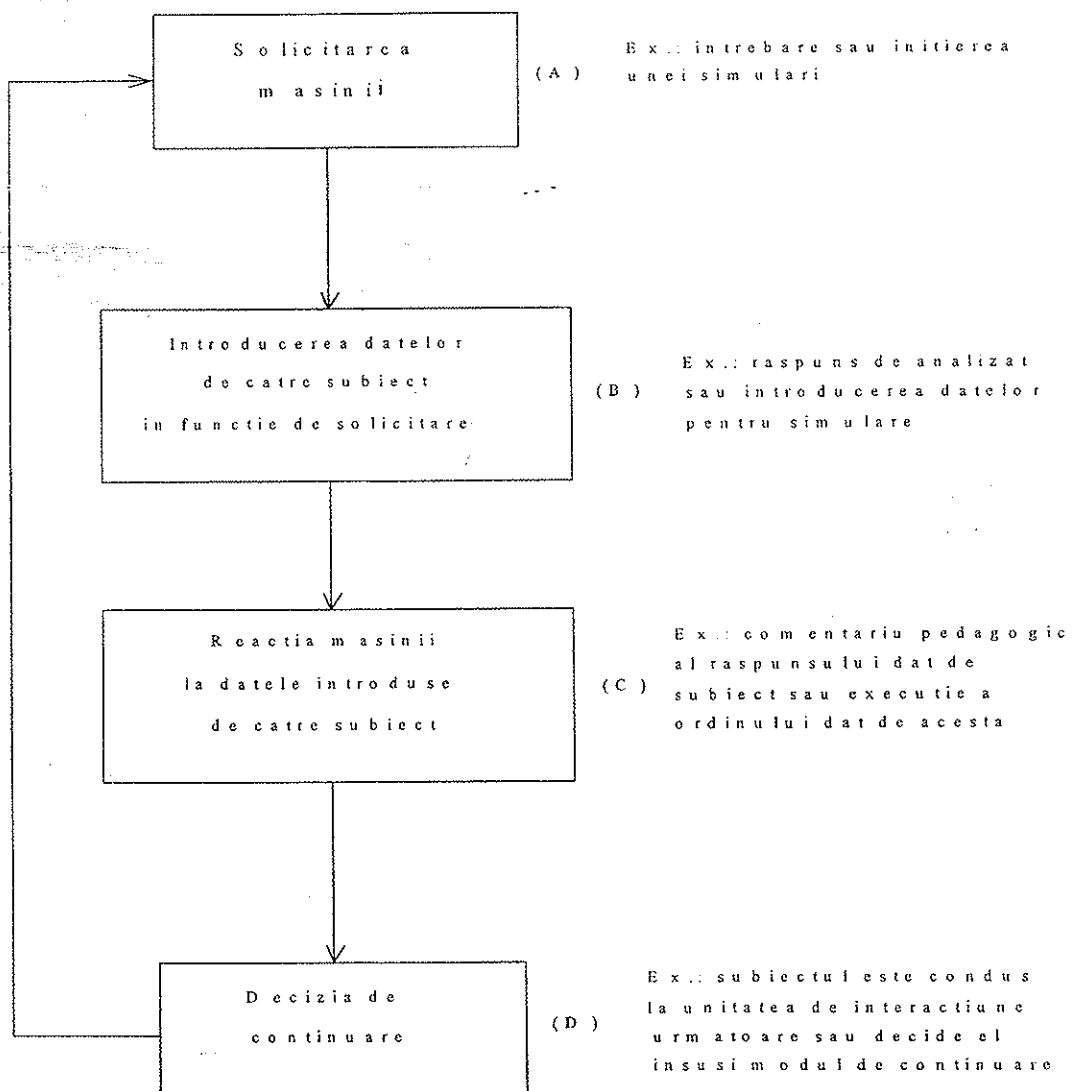 Solicitarea
masinii
(A)
Ex.: intrebare sau initierea
unei simulari
Introducerea datelor
de catre subiect
in functie de solicitare
(B)
Ex.: raspuns de analizat
sau introducerea datelor
pentru simulare
Reactia masinii
la datele introduse
de catre subiect
(C)
Ex.: comentariu pedagogic
al raspunsului dat de
subiect sau executie a
ordinului dat de acesta
Decizia de
continuare
(D)
Ex.: subiectul este condus
la unitatea de interactiune
urmatoare sau decide el
insusi modul de continuare